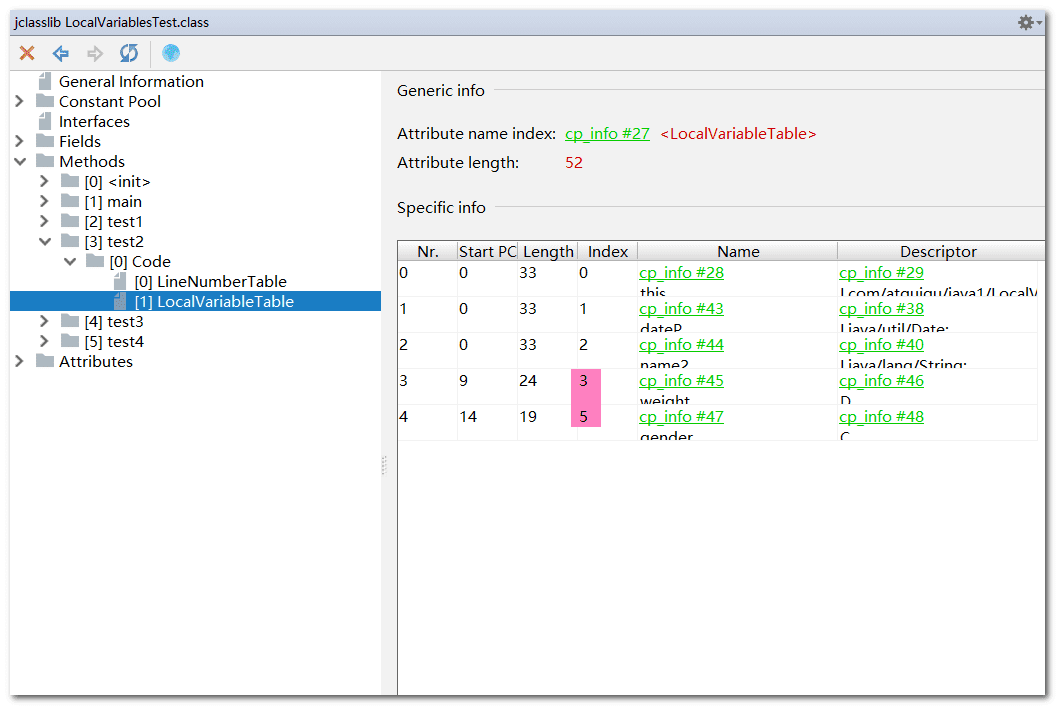 jclasslib LocalVariablesTest.class
General Information
Constant Pool
Interfaces
Fields
Methods
[0] <init>
[1] main
[2] test1
[3] test2
[0] Code
[0] LineNumberTable
[1] LocalVariableTable
[4] test3
[5] test4
Attributes
Generic info
Attribute name index: cp_info #27 <LocalVariableTable>
Attribute length: 52
Specific info
Nr. Start PC Length Index Name Descriptor
0 0 33 0 cp_info #28 cp_info #29
this Lcom/atguigu/java1/LocalV
1 0 33 1 cp_info #43 cp_info #38
dateP Ljava/util/Date;
2 0 33 2 cp_info #44 cp_info #40
name2 Ljava/lang/String;
3 9 24 3 cp_info #45 cp_info #46
weight D
4 14 19 5 cp_info #47 cp_info #48
gender C